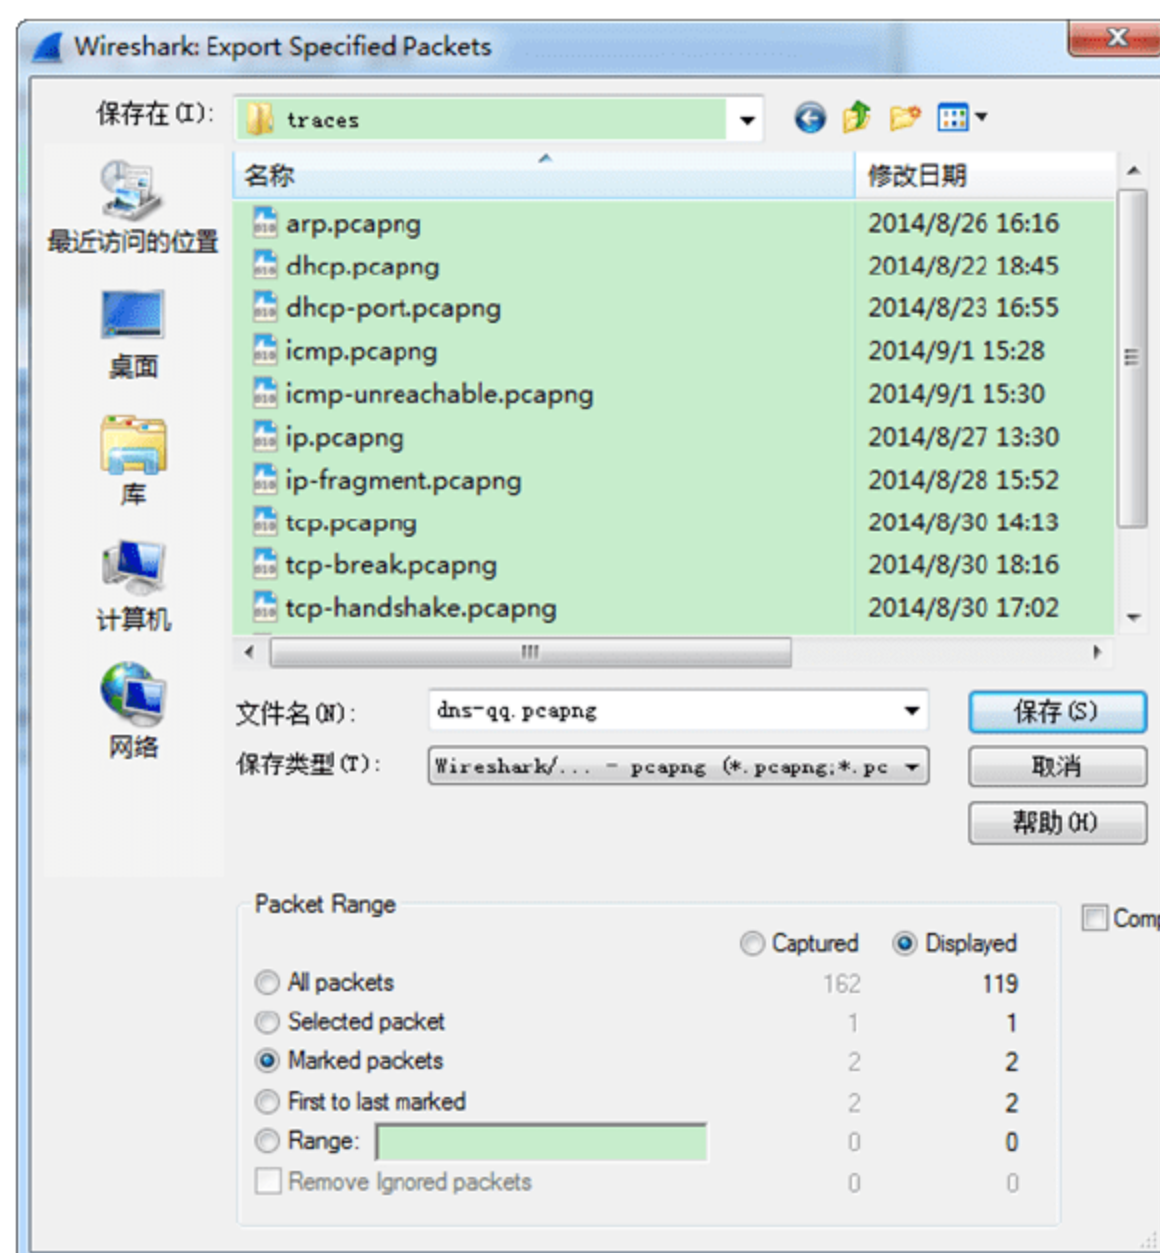 Wireshark: Export Specified Packets
保存在(I):
traces
名称
修改日期
arp.pcapng 2014/8/26 16:16
dhcp.pcapng 2014/8/22 18:45
dhcp-port.pcapng 2014/8/23 16:55
icmp.pcapng 2014/9/1 15:28
icmp-unreachable.pcapng 2014/9/1 15:30
ip.pcapng 2014/8/27 13:30
ip-fragment.pcapng 2014/8/28 15:52
tcp.pcapng 2014/8/30 14:13
tcp-break.pcapng 2014/8/30 18:16
tcp-handshake.pcapng 2014/8/30 17:02
最近访问的位置
桌面
库
计算机
网络
文件名(N): dns-qq.pcapng 保存(S)
保存类型(T): Wireshark/... - pcapng (*.pcapng;*.pc 取消
帮助(H)
Packet Range
Comp
Captured Displayed
All packets 162 119
Selected packet 1 1
Marked packets 2 2
First to last marked 2 2
Range: 0 0
Remove Ignored packets 0 0